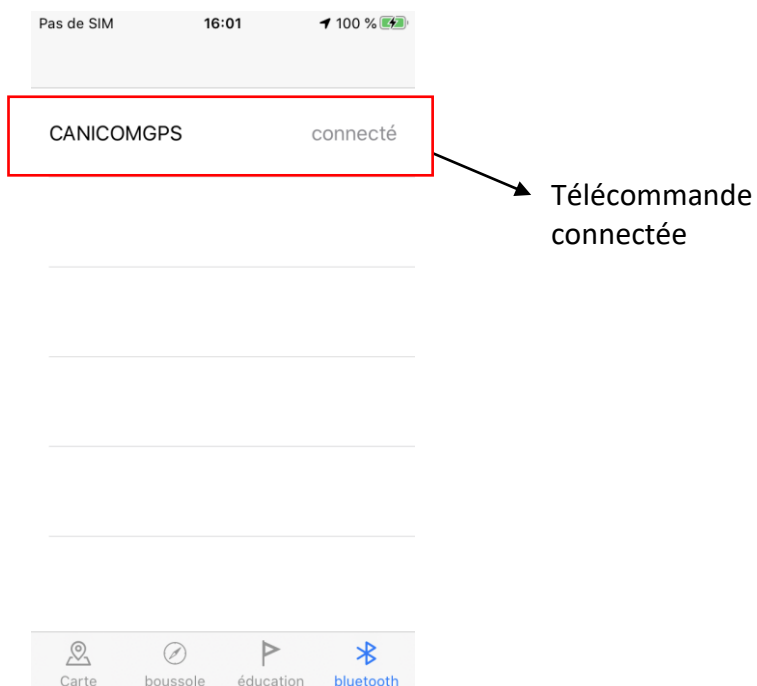 Pas de SIM 16:01 100 %
CANICOMGPS connecté
Télécommande
connectée
Carte boussole éducation bluetooth